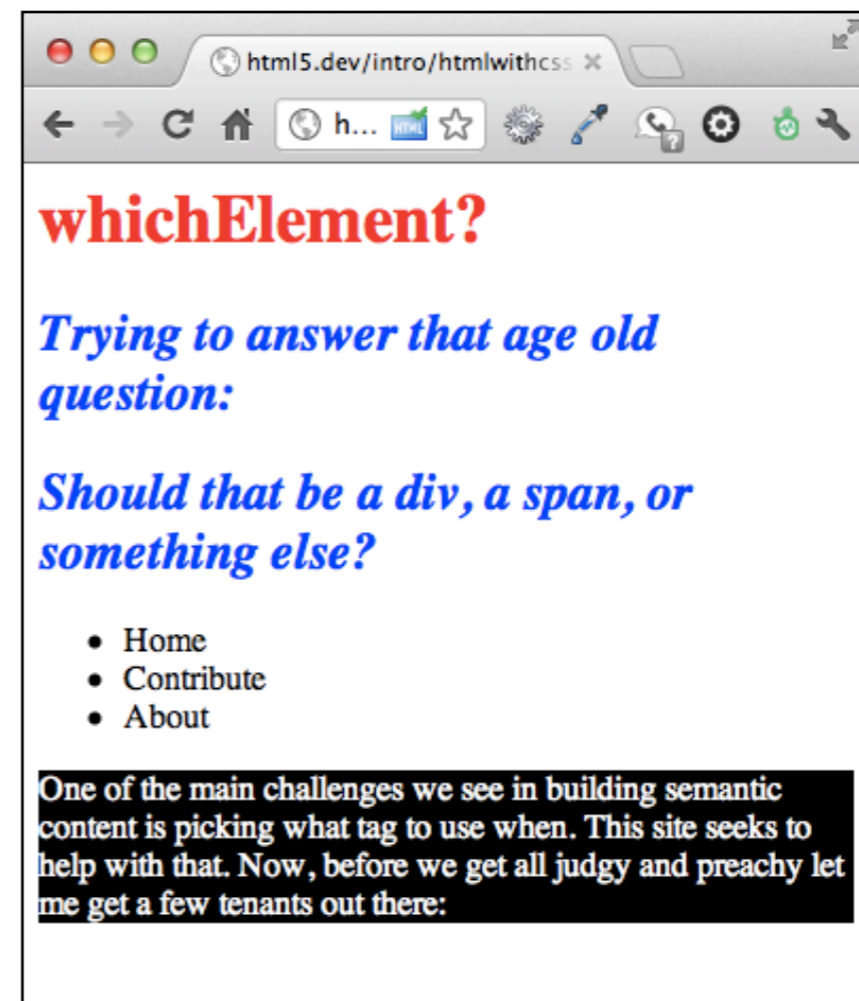 html5.dev/intro/htmlwithcss
h...
whichElement?
Trying to answer that age old
question:
Should that be a div, a span, or
something else?
• Home
• Contribute
• About
One of the main challenges we see in building semantic
content is picking what tag to use when. This site seeks to
help with that. Now, before we get all judgy and preachy let
me get a few tenants out there: